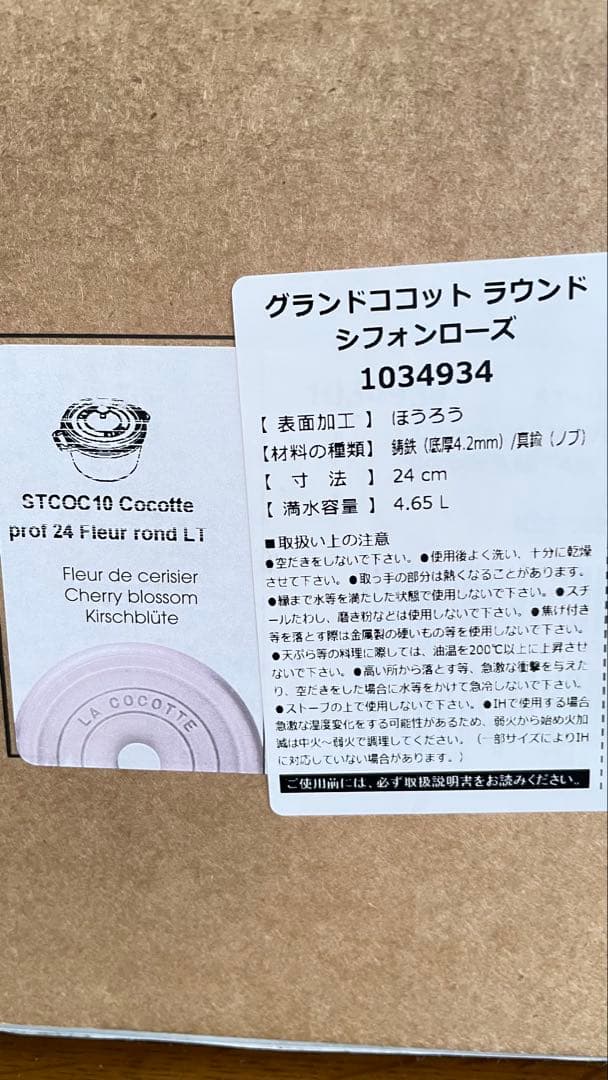 グランドココット ラウンド
シフォンローズ
1034934
【 表面加工 】 ほうろう
【材料の種類】 鋳鉄（底厚4.2mm）/真鍮（ノブ）
【 寸 法 】 24 cm
【 満水容量 】 4.65 L
■取扱い上の注意
●空だきをしないで下さい。●使用後よく洗い、十分に乾燥
させて下さい。●取っ手の部分は熱くなることがあります。
●縁まで水等を満たした状態で使用しないで下さい。●スチ
ールたわし、磨き粉などは使用しないで下さい。●焦げ付き
等を落とす際は金属製の硬いもの等を使用しないで下さい。
●天ぷら等の料理に際しては、油温を200℃以上に上昇させ
ないで下さい。●高い所から落とす等、急激な衝撃を与えた
り、空だきをした場合に水等をかけて急冷しないで下さい。
●ストーブの上で使用しないで下さい。●IHで使用する場合
急激な温度変化をする可能性があるため、弱火から始め火加
減は中火～弱火で調理してください。（一部サイズによりIH
に対応していない場合があります。）
ご使用前には、必ず取扱説明書をお読みください。
STCOC10 Cocotte
prof 24 Fleur rond LT
Fleur de cerisier
Cherry blossom
Kirschblüte
LA COCOTTE